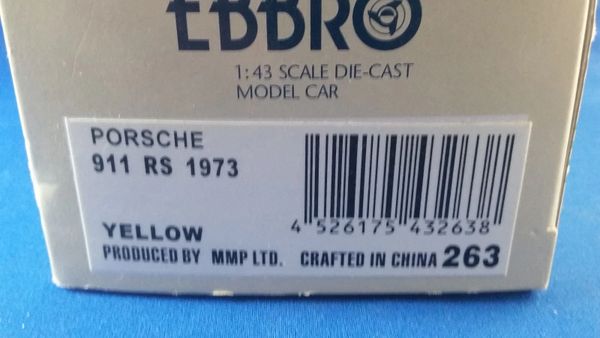 EBBRO
1:43 SCALE DIE-CAST
MODEL CAR
PORSCHE
911 RS 1973
YELLOW
4 526175 432638
PRODUCED BY MMP LTD. CRAFTED IN CHINA 263